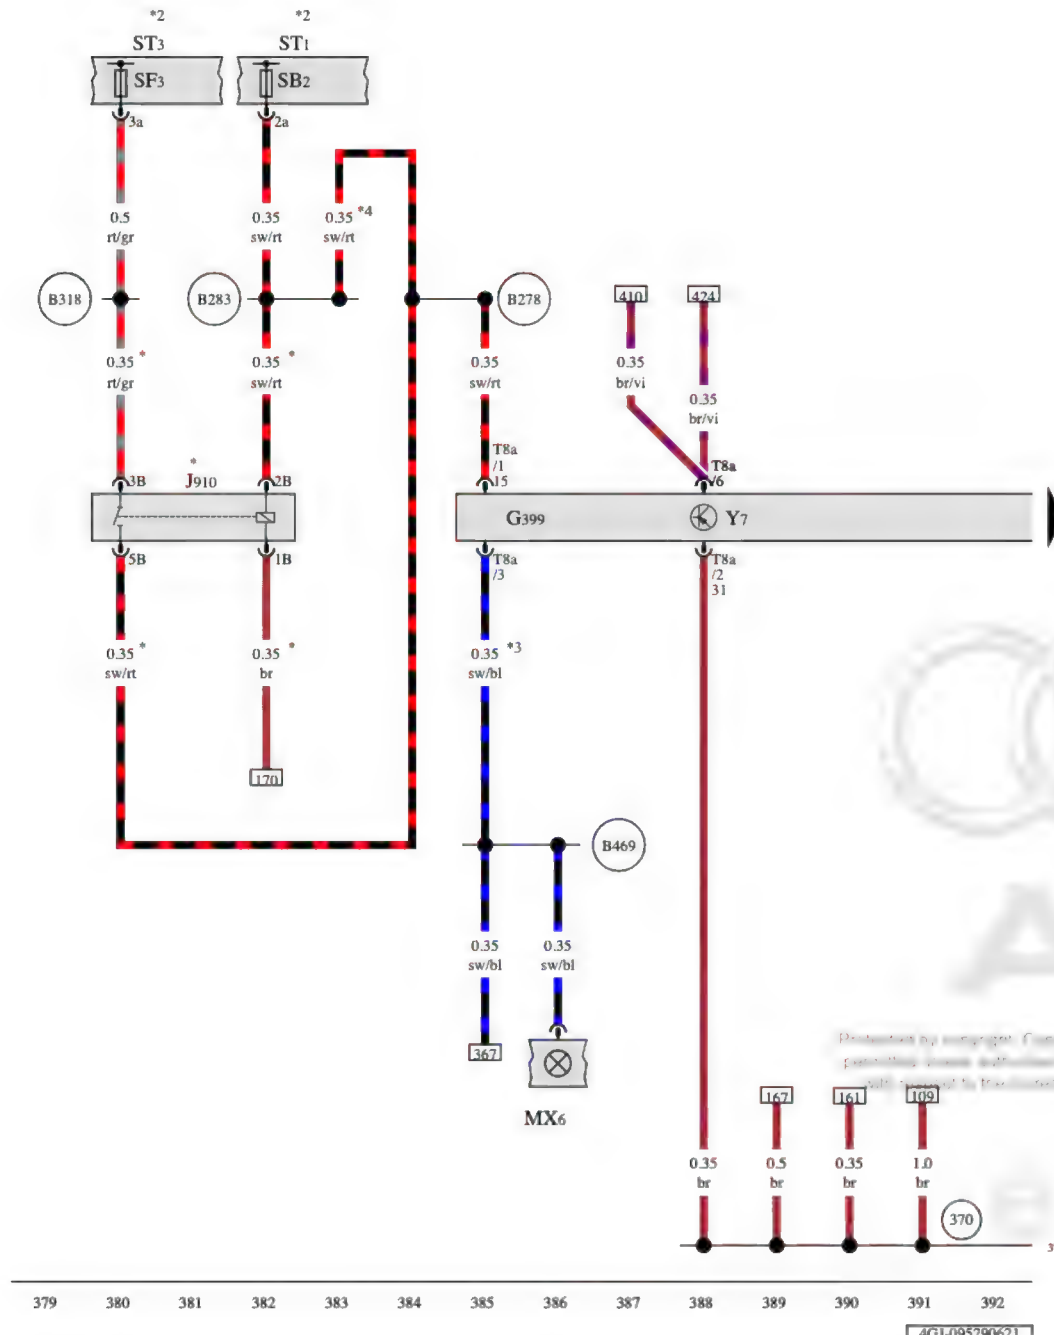 *2 *2
ST3 ST1
SF3 SB2
3a 2a
0.5 0.35 0.35 *4
rt/gr sw/rt sw/rt
B318 B283 B278 410 424
0.35 * 0.35 * 0.35 0.35
rt/gr sw/rt sw/rt br/vi
0.35
br/vi
T8a T8a
/1 /6
3B * 2B 15
J910
G399 Y7
5B 1B T8a T8a
/3 /2
31
0.35 * 0.35 * 0.35 *3
sw/rt br sw/bl
170
B469
0.35 0.35
sw/bl sw/bl
367
MX6
167 161 109
0.35 0.5 0.35 1.0
br br br br
370
379 380 381 382 383 384 385 386 387 388 389 390 391 392
4G1-095290621